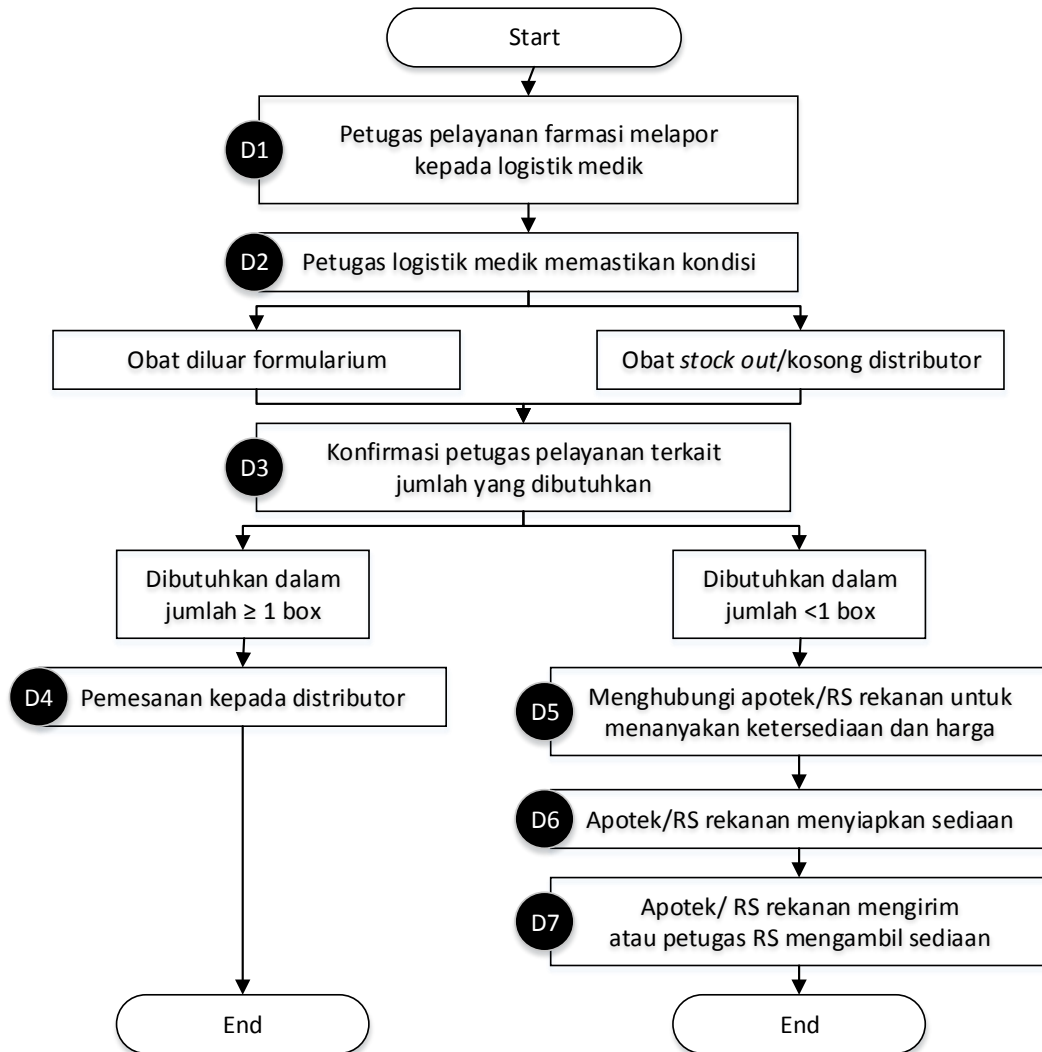 Start
D1
Petugas pelayanan farmasi melapor
kepada logistik medik
D2
Petugas logistik medik memastikan kondisi
Obat diluar formularium
Obat stock out/kosong distributor
D3
Konfirmasi petugas pelayanan terkait
jumlah yang dibutuhkan
Dibutuhkan dalam
jumlah ≥ 1 box
Dibutuhkan dalam
jumlah <1 box
D4
Pemesanan kepada distributor
D5
Menghubungi apotek/RS rekanan untuk
menanyakan ketersediaan dan harga
D6
Apotek/RS rekanan menyiapkan sediaan
D7
Apotek/ RS rekanan mengirim
atau petugas RS mengambil sediaan
End
End